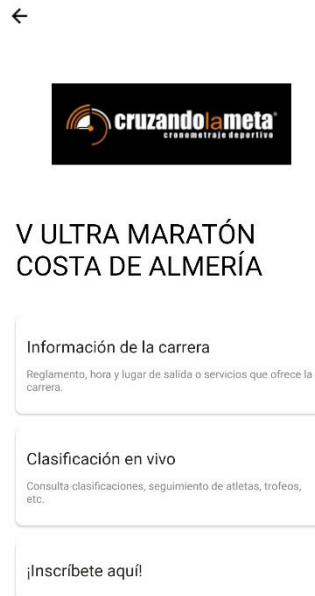 cruzandolameta
cronometraje deportivo
V ULTRA MARATÓN
COSTA DE ALMERÍA
Información de la carrera
Reglamento, hora y lugar de salida o servicios que ofrece la
carrera.
Clasificación en vivo
Consulta clasificaciones, seguimiento de atletas, trofeos,
etc.
¡Inscríbete aquí!